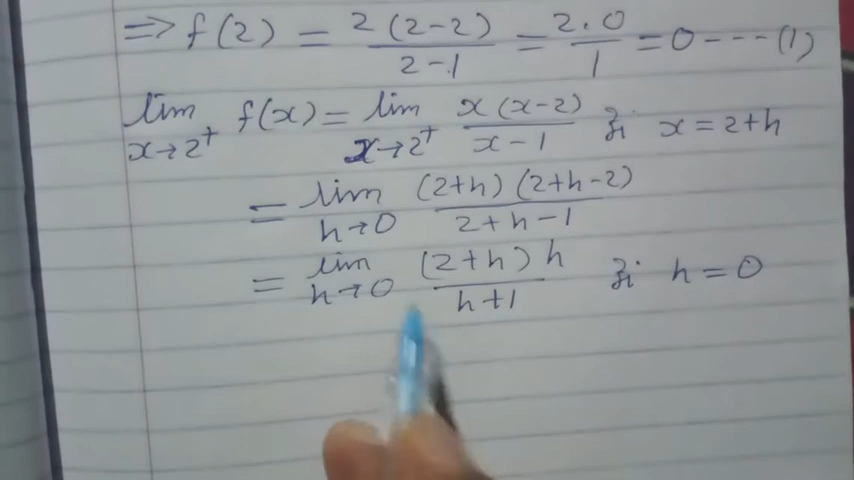 ⇒ f(2) = 2(2-2)/2-1 = 2.0/1 = 0 --- (1)
lim x→2⁺ f(x) = lim x→2⁺ x(x-2)/x-1 x = 2+h
= lim h→0 (2+h)(2+h-2)/2+h-1
= lim h→0 (2+h)h/h+1 h = 0